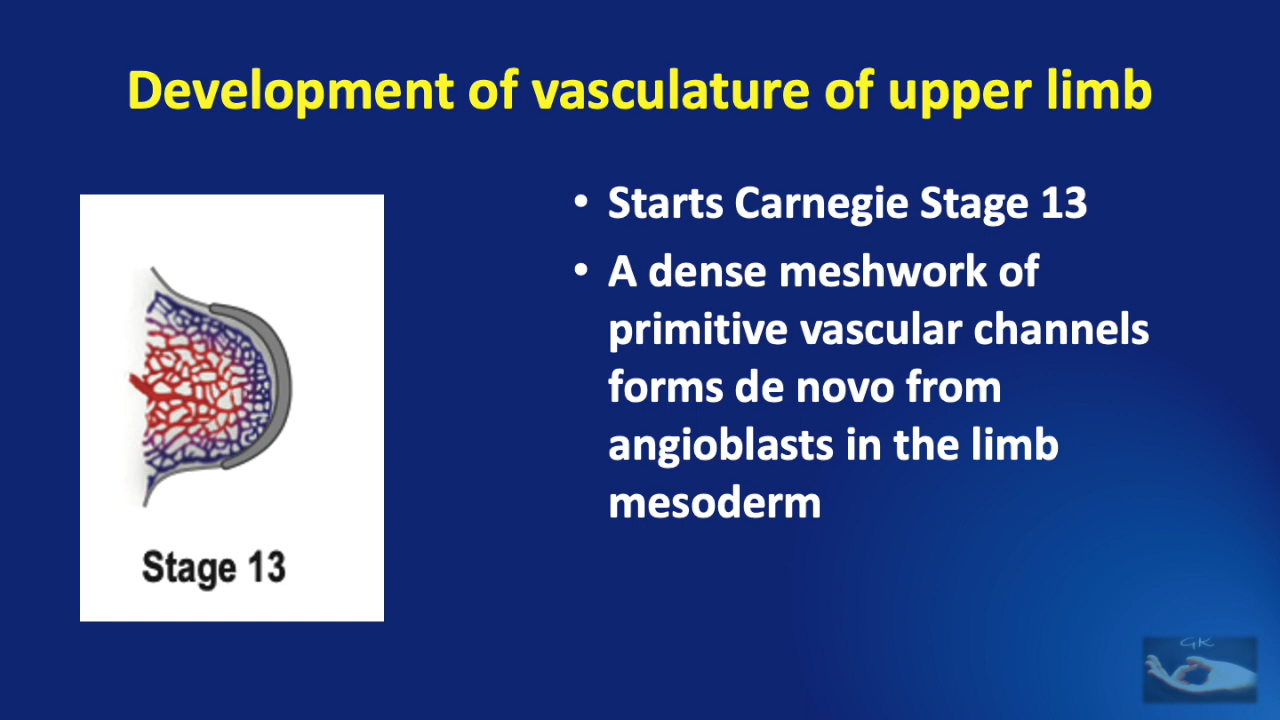 Development of vasculature of upper limb
• Starts Carnegie Stage 13
• A dense meshwork of
primitive vascular channels
forms de novo from
angioblasts in the limb
mesoderm
Stage 13
GK